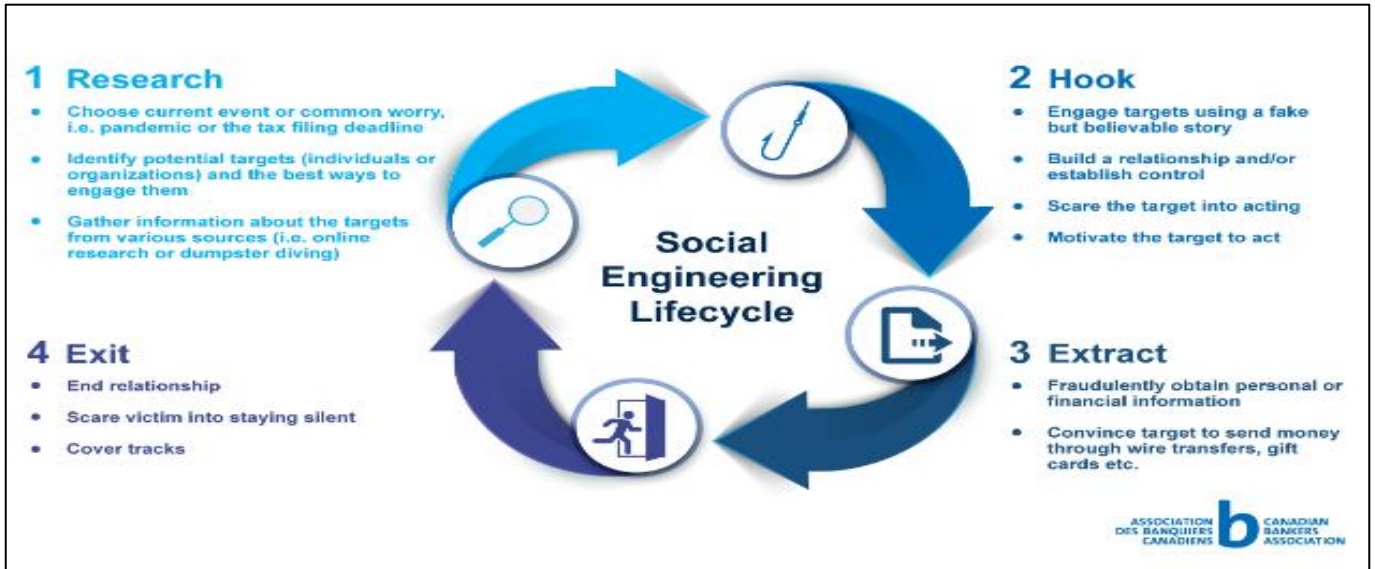 1 Research
• Choose current event or common worry,
i.e. pandemic or the tax filing deadline
• Identify potential targets (individuals or
organizations) and the best ways to
engage them
• Gather information about the targets
from various sources (i.e. online
research or dumpster diving)
2 Hook
• Engage targets using a fake
but believable story
• Build a relationship and/or
establish control
• Scare the target into acting
• Motivate the target to act
Social
Engineering
Lifecycle
3 Extract
• Fraudulently obtain personal or
financial information
• Convince target to send money
through wire transfers, gift
cards etc.
4 Exit
• End relationship
• Scare victim into staying silent
• Cover tracks
ASSOCIATION
DES BANQUIERS
CANADIENS
b
CANADIAN
BANKERS
ASSOCIATION